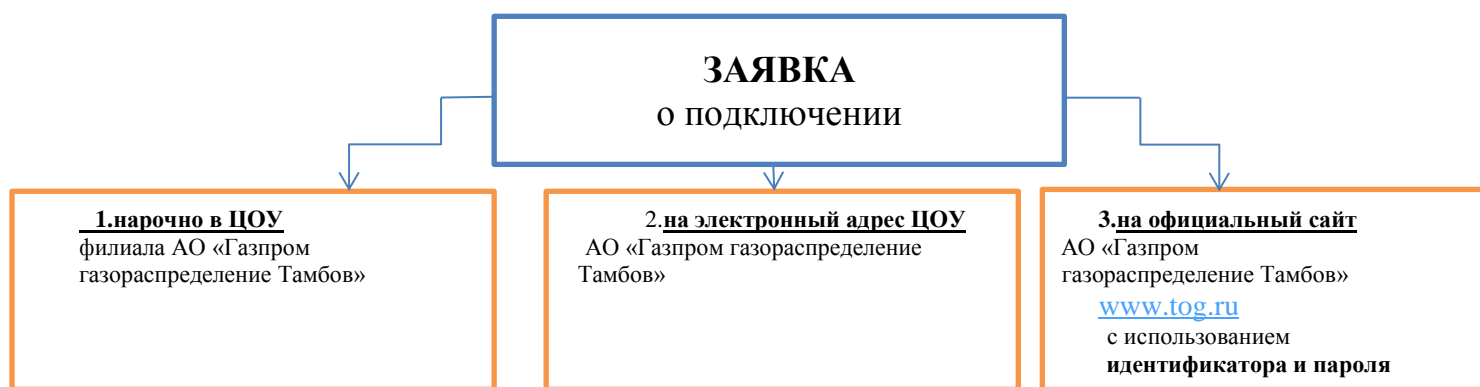 ЗАЯВКА
о подключении
1.нарочно в ЦОУ
филиала АО «Газпром
газораспределение Тамбов»
2.на электронный адрес ЦОУ
АО «Газпром газораспределение
Тамбов»
3.на официальный сайт
АО «Газпром
газораспределение Тамбов»
www.tog.ru
с использованием
идентификатора и пароля